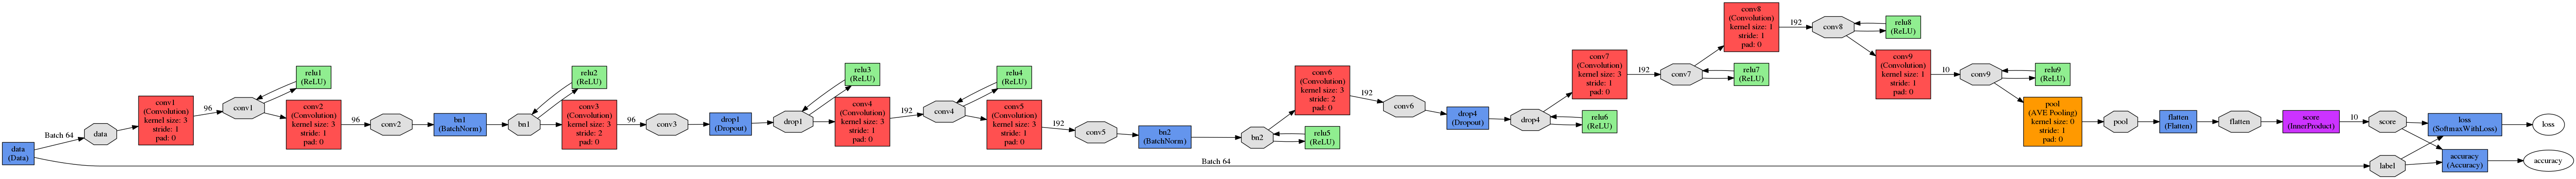 data
(Data)
Batch 64
data
conv1
(Convolution)
kernel size: 3
stride: 1
pad: 0
96
conv1
relu1
(ReLU)
conv2
(Convolution)
kernel size: 3
stride: 1
pad: 0
96
conv2
bn1
(BatchNorm)
bn1
relu2
(ReLU)
conv3
(Convolution)
kernel size: 3
stride: 2
pad: 0
96
conv3
drop1
(Dropout)
drop1
relu3
(ReLU)
conv4
(Convolution)
kernel size: 3
stride: 1
pad: 0
192
conv4
relu4
(ReLU)
conv5
(Convolution)
kernel size: 3
stride: 1
pad: 0
192
conv5
bn2
(BatchNorm)
bn2
relu5
(ReLU)
conv6
(Convolution)
kernel size: 3
stride: 2
pad: 0
192
conv6
drop4
(Dropout)
drop4
relu6
(ReLU)
conv7
(Convolution)
kernel size: 3
stride: 1
pad: 0
192
conv7
relu7
(ReLU)
conv8
(Convolution)
kernel size: 1
stride: 1
pad: 0
192
conv8
relu8
(ReLU)
conv9
(Convolution)
kernel size: 1
stride: 1
pad: 0
10
conv9
relu9
(ReLU)
pool
(AVE Pooling)
kernel size: 0
stride: 1
pad: 0
pool
flatten
(Flatten)
flatten
score
(InnerProduct)
10
score
loss
(SoftmaxWithLoss)
loss
Batch 64
label
accuracy
(Accuracy)
accuracy